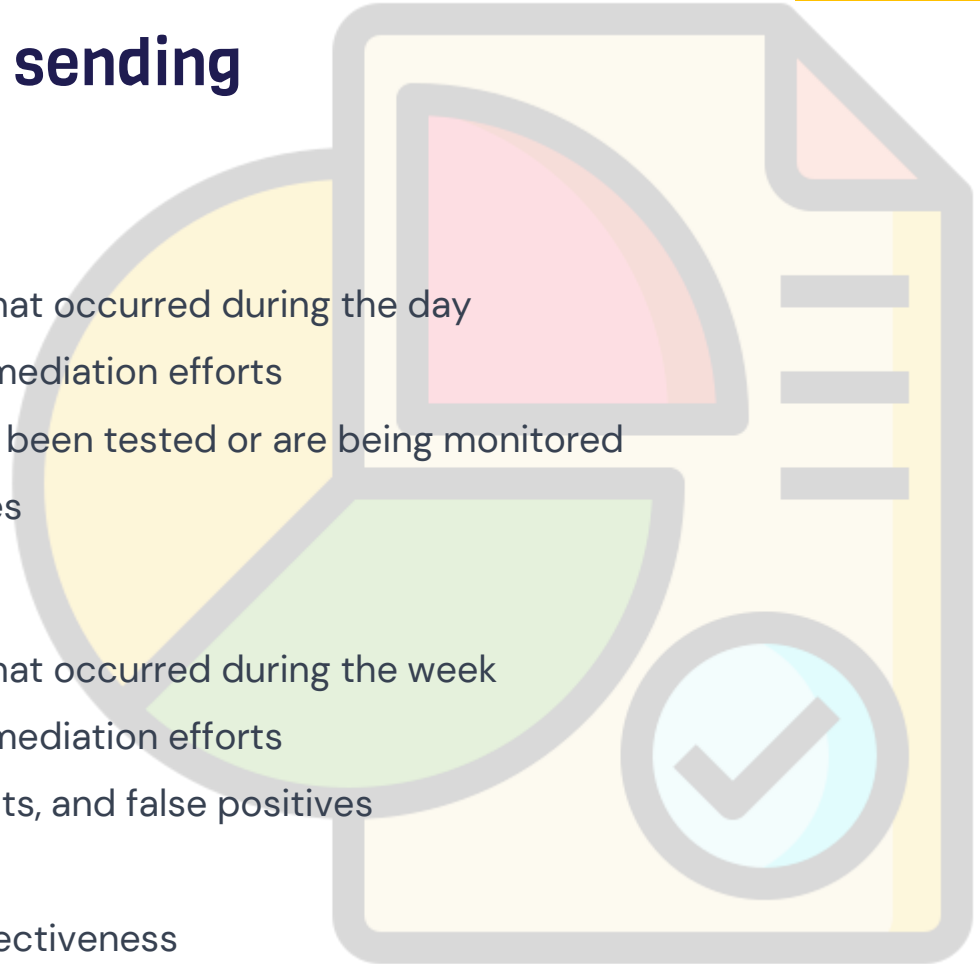 sending
hat occurred during the day
mediation efforts
been tested or are being monitored
es
hat occurred during the week
mediation efforts
ts, and false positives
ectiveness